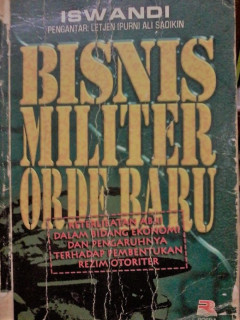 ISWANDI
PENGANTAR: LETJEN (PURN) ALI SADIKIN
BISNIS
MILITER
ORDE BARU
KETERLIBATAN ABRI
DALAM BIDANG EKONOMI
DAN PENGARUHNYA
TERHADAP PEMBENTUKAN
REZIM OTORITER